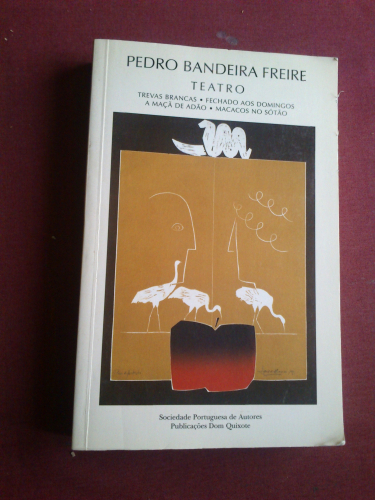 PEDRO BANDEIRA FREIRE
TEATRO
TREVAS BRANCAS • FECHADO AOS DOMINGOS
A MAÇÃ DE ADÃO • MACACOS NO SÓTÃO
Sociedade Portuguesa de Autores
Publicações Dom Quixote